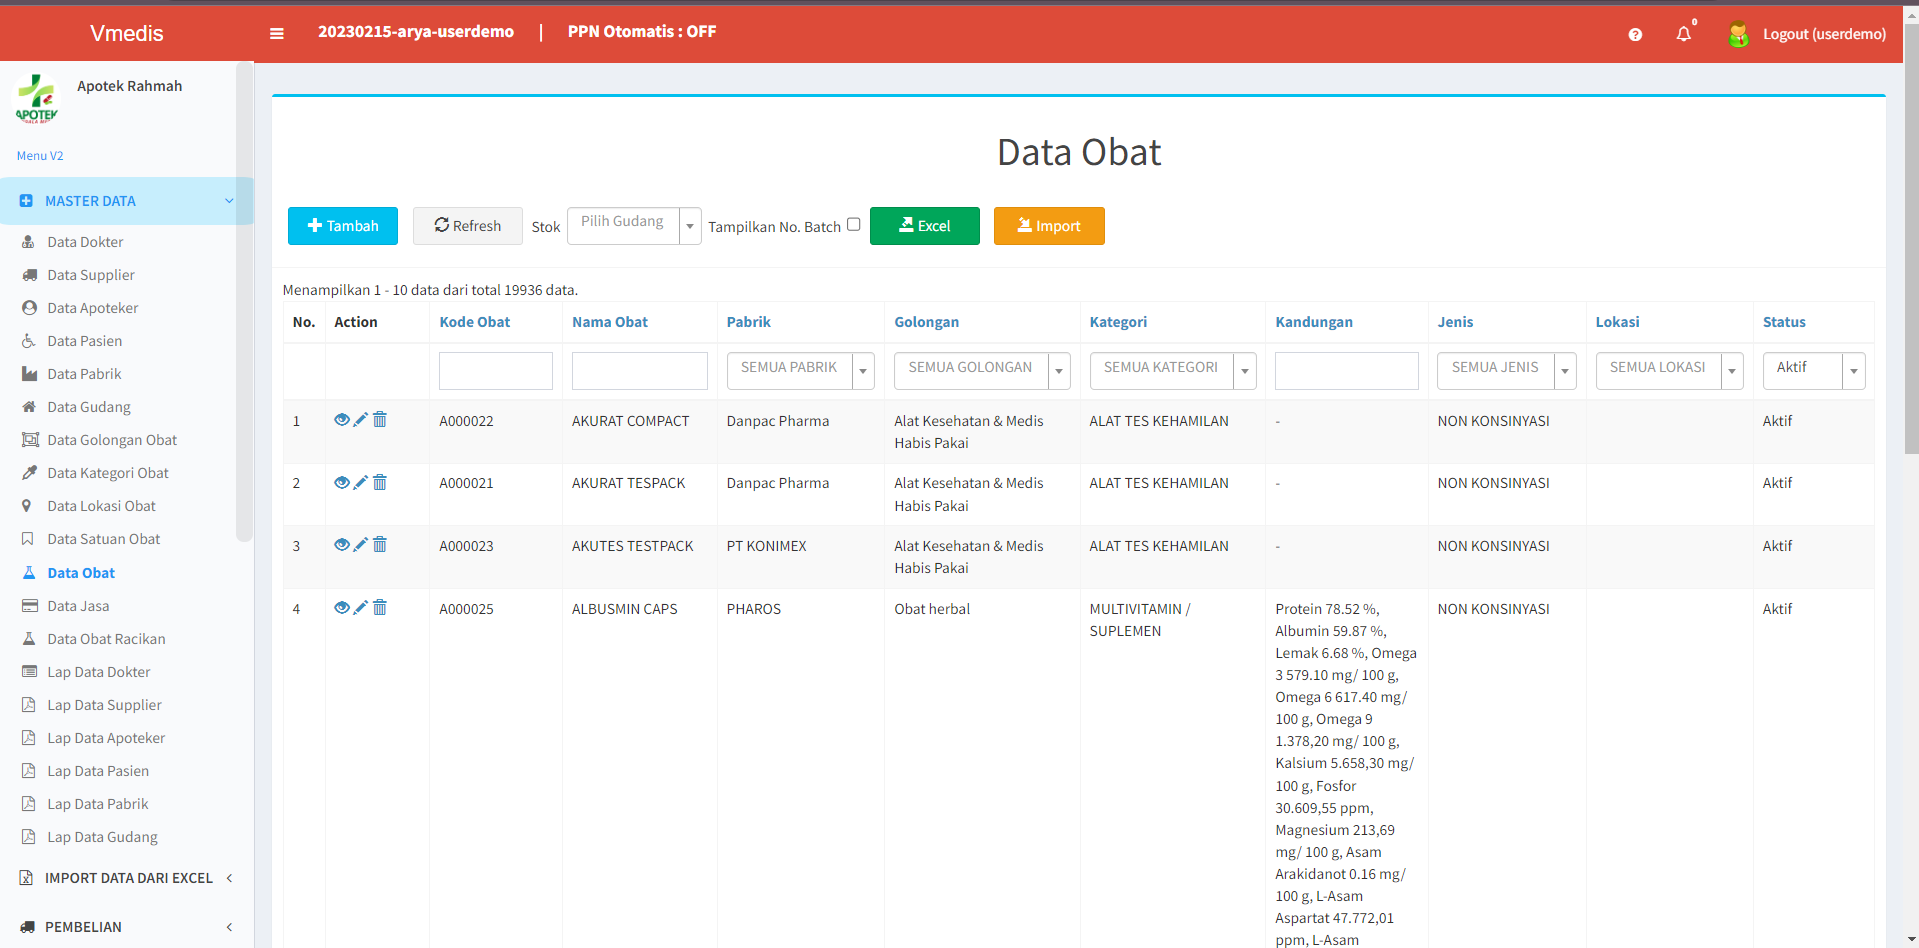 Vmedis
20230215-arya-userdemo | PPN Otomatis : OFF
0
Logout (userdemo)
Apotek Rahmah
APOTEK
Menu V2
MASTER DATA
Data Dokter
Data Supplier
Data Apoteker
Data Pasien
Data Pabrik
Data Gudang
Data Golongan Obat
Data Kategori Obat
Data Lokasi Obat
Data Satuan Obat
Data Obat
Data Jasa
Data Obat Racikan
Lap Data Dokter
Lap Data Supplier
Lap Data Apoteker
Lap Data Pasien
Lap Data Pabrik
Lap Data Gudang
IMPORT DATA DARI EXCEL
PEMBELIAN
Data Obat
Tambah Refresh Stok Pilih Gudang Tampilkan No. Batch Excel Import
Menampilkan 1 - 10 data dari total 19936 data.
No. Action Kode Obat Nama Obat Pabrik Golongan Kategori Kandungan Jenis Lokasi Status
SEMUA PABRIK SEMUA GOLONGAN SEMUA KATEGORI SEMUA JENIS SEMUA LOKASI Aktif
1 A000022 AKURAT COMPACT Danpac Pharma Alat Kesehatan & Medis ALAT TES KEHAMILAN - NON KONSINYASI Aktif
Habis Pakai
2 A000021 AKURAT TESPACK Danpac Pharma Alat Kesehatan & Medis ALAT TES KEHAMILAN - NON KONSINYASI Aktif
Habis Pakai
3 A000023 AKUTES TESTPACK PT KONIMEX Alat Kesehatan & Medis ALAT TES KEHAMILAN - NON KONSINYASI Aktif
Habis Pakai
4 A000025 ALBUSMIN CAPS PHAROS Obat herbal MULTIVITAMIN / Protein 78.52 %, NON KONSINYASI Aktif
SUPLEMEN Albumin 59.87 %,
Lemak 6.68 %, Omega
3 579.10 mg/ 100 g,
Omega 6 617.40 mg/
100 g, Omega 9
1.378,20 mg/ 100 g,
Kalsium 5.658,30 mg/
100 g, Fosfor
30.609,55 ppm,
Magnesium 213,69
mg/ 100 g, Asam
Arakidanot 0.16 mg/
100 g, L-Asam
Aspartat 47.772,01
ppm, L-Asam